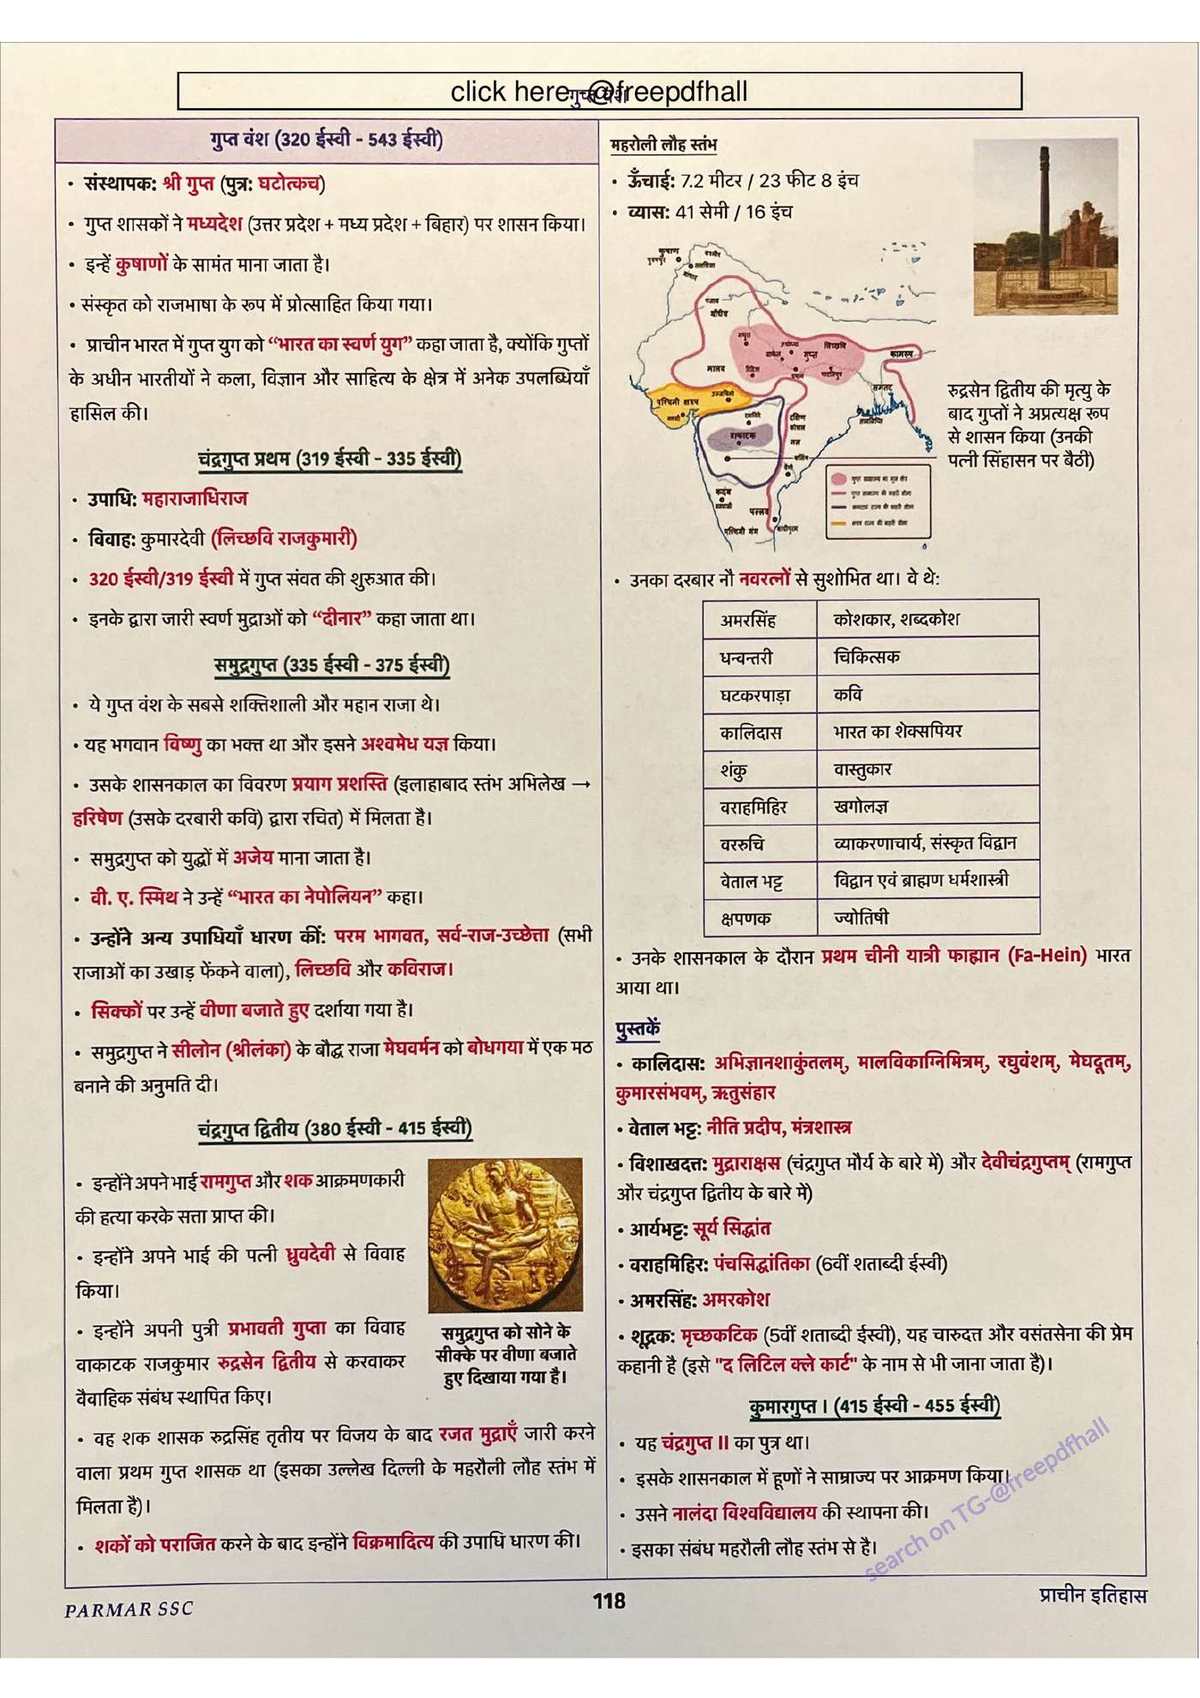 click here @freepdfhall
गुप्त वंश
गुप्त वंश (320 ईस्वी - 543 ईस्वी)
• संस्थापक: श्री गुप्त (पुत्र: घटोत्कच)
• गुप्त शासकों ने मध्यदेश (उत्तर प्रदेश + मध्य प्रदेश + बिहार) पर शासन किया।
• इन्हें कुषाणों के सामंत माना जाता है।
• संस्कृत को राजभाषा के रूप में प्रोत्साहित किया गया।
• प्राचीन भारत में गुप्त युग को “भारत का स्वर्ण युग” कहा जाता है, क्योंकि गुप्तों
के अधीन भारतीयों ने कला, विज्ञान और साहित्य के क्षेत्र में अनेक उपलब्धियाँ
हासिल की।
चंद्रगुप्त प्रथम (319 ईस्वी - 335 ईस्वी)
• उपाधि: महाराजाधिराज
• विवाह: कुमारदेवी (लिच्छवि राजकुमारी)
• 320 ईस्वी/319 ईस्वी में गुप्त संवत की शुरुआत की।
• इनके द्वारा जारी स्वर्ण मुद्राओं को “दीनार” कहा जाता था।
समुद्रगुप्त (335 ईस्वी - 375 ईस्वी)
• ये गुप्त वंश के सबसे शक्तिशाली और महान राजा थे।
• यह भगवान विष्णु का भक्त था और इसने अश्वमेध यज्ञ किया।
• उसके शासनकाल का विवरण प्रयाग प्रशस्ति (इलाहाबाद स्तंभ अभिलेख →
हरिषेण (उसके दरबारी कवि) द्वारा रचित) में मिलता है।
• समुद्रगुप्त को युद्धों में अजेय माना जाता है।
• वी. ए. स्मिथ ने उन्हें “भारत का नेपोलियन” कहा।
• उन्होंने अन्य उपाधियाँ धारण कीं: परम भागवत, सर्व-राज-उच्छेत्ता (सभी
राजाओं का उखाड़ फेंकने वाला), लिच्छवि और कविराज।
• सिक्कों पर उन्हें वीणा बजाते हुए दर्शाया गया है।
• समुद्रगुप्त ने सीलोन (श्रीलंका) के बौद्ध राजा मेघवर्मन को बोधगया में एक मठ
बनाने की अनुमति दी।
चंद्रगुप्त द्वितीय (380 ईस्वी - 415 ईस्वी)
• इन्होंने अपने भाई रामगुप्त और शक आक्रमणकारी
की हत्या करके सत्ता प्राप्त की।
• इन्होंने अपने भाई की पत्नी ध्रुवदेवी से विवाह
किया।
• इन्होंने अपनी पुत्री प्रभावती गुप्ता का विवाह
वाकाटक राजकुमार रुद्रसेन द्वितीय से करवाकर
वैवाहिक संबंध स्थापित किए।
समुद्रगुप्त को सोने के
सीक्के पर वीणा बजाते
हुए दिखाया गया है।
• वह शक शासक रुद्रसिंह तृतीय पर विजय के बाद रजत मुद्राएँ जारी करने
वाला प्रथम गुप्त शासक था (इसका उल्लेख दिल्ली के महरौली लौह स्तंभ में
मिलता है)।
• शकों को पराजित करने के बाद इन्होंने विक्रमादित्य की उपाधि धारण की।
महरोली लौह स्तंभ
• ऊँचाई: 7.2 मीटर / 23 फीट 8 इंच
• व्यास: 41 सेमी / 16 इंच
कुषाण
मालव
गुप्त
लिच्छवि
कामरूप
समतट
पश्चिमी क्षत्रप
वाकाटक
दक्षिण
कोसल
कदंब
पल्लव
रुद्रसेन द्वितीय की मृत्यु के
बाद गुप्तों ने अप्रत्यक्ष रूप
से शासन किया (उनकी
पत्नी सिंहासन पर बैठी)
• उनका दरबार नौ नवरत्नों से सुशोभित था। वे थे:
अमरसिंह कोशकार, शब्दकोश
धन्वन्तरी चिकित्सक
घटकरपाड़ा कवि
कालिदास भारत का शेक्सपियर
शंकु वास्तुकार
वराहमिहिर खगोलज्ञ
वररुचि व्याकरणाचार्य, संस्कृत विद्वान
वेताल भट्ट विद्वान एवं ब्राह्मण धर्मशास्त्री
क्षपणक ज्योतिषी
• उनके शासनकाल के दौरान प्रथम चीनी यात्री फाह्यान (Fa-Hein) भारत
आया था।
पुस्तकें
• कालिदास: अभिज्ञानशाकुंतलम्, मालविकाग्निमित्रम्, रघुवंशम्, मेघदूतम्,
कुमारसंभवम्, ऋतुसंहार
• वेताल भट्ट: नीति प्रदीप, मंत्रशास्त्र
• विशाखदत्त: मुद्राराक्षस (चंद्रगुप्त मौर्य के बारे में) और देवीचंद्रगुप्तम् (रामगुप्त
और चंद्रगुप्त द्वितीय के बारे में)
• आर्यभट्ट: सूर्य सिद्धांत
• वराहमिहिर: पंचसिद्धांतिका (6वीं शताब्दी ईस्वी)
• अमरसिंह: अमरकोश
• शूद्रक: मृच्छकटिक (5वीं शताब्दी ईस्वी), यह चारुदत्त और वसंतसेना की प्रेम
कहानी है (इसे "द लिटिल क्ले कार्ट" के नाम से भी जाना जाता है)।
कुमारगुप्त I (415 ईस्वी - 455 ईस्वी)
• यह चंद्रगुप्त II का पुत्र था।
• इसके शासनकाल में हूणों ने साम्राज्य पर आक्रमण किया।
• उसने नालंदा विश्वविद्यालय की स्थापना की।
• इसका संबंध महरौली लौह स्तंभ से है।
search on TG-@freepdfhall
PARMAR SSC
118
प्राचीन इतिहास